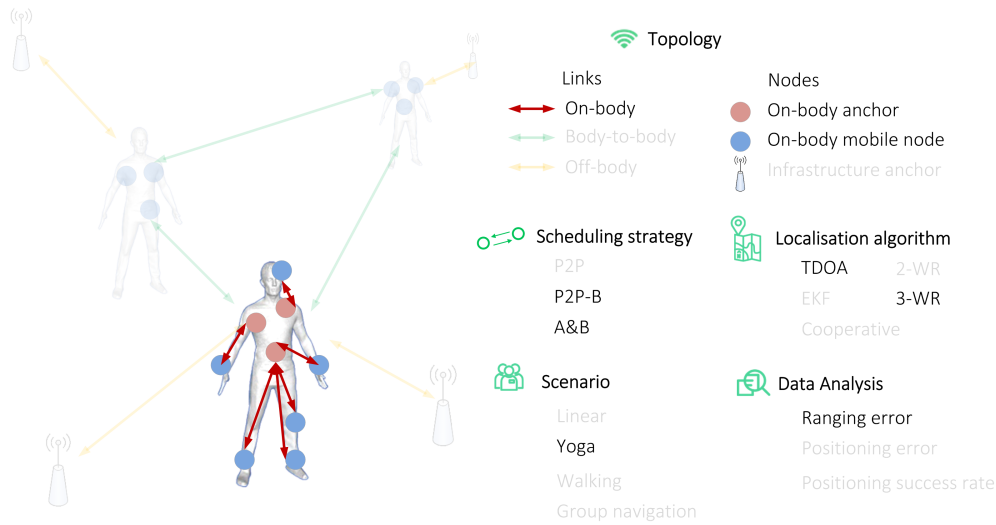 Topology
Links
Nodes
On-body
On-body anchor
Body-to-body
On-body mobile node
Off-body
Infrastructure anchor
Scheduling strategy
P2P
P2P-B
A&B
Localisation algorithm
TDOA 2-WR
EKF 3-WR
Cooperative
Scenario
Linear
Yoga
Walking
Group navigation
Data Analysis
Ranging error
Positioning error
Positioning success rate